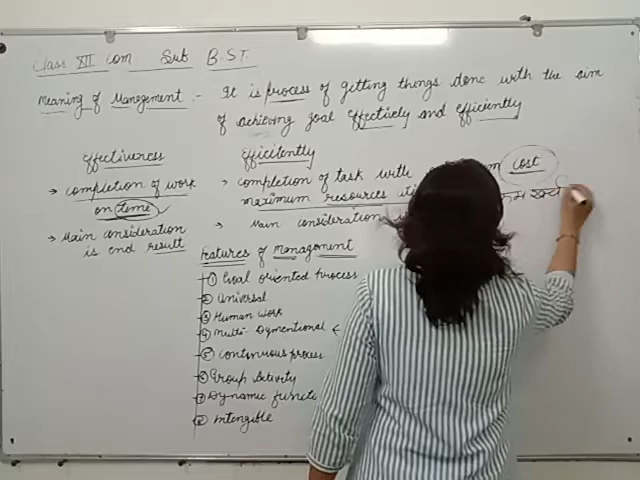 Class XII com Sub B.S.T.
Meaning of Management :- It is process of getting things done with the aim
of achieving goal effectively and efficiently
effectiveness
→ completion of work
on time
→ Main consideration
is end result
efficiently
→ completion of task with cost
maximum resources
→ Main consideration
कम खर्च
Features of Management
① Goal oriented process
② Universal
③ Human work
④ Multi- Dymentional
⑤ continuous process
⑥ Group Activity
⑦ Dynamic functi
⑧ Intengible